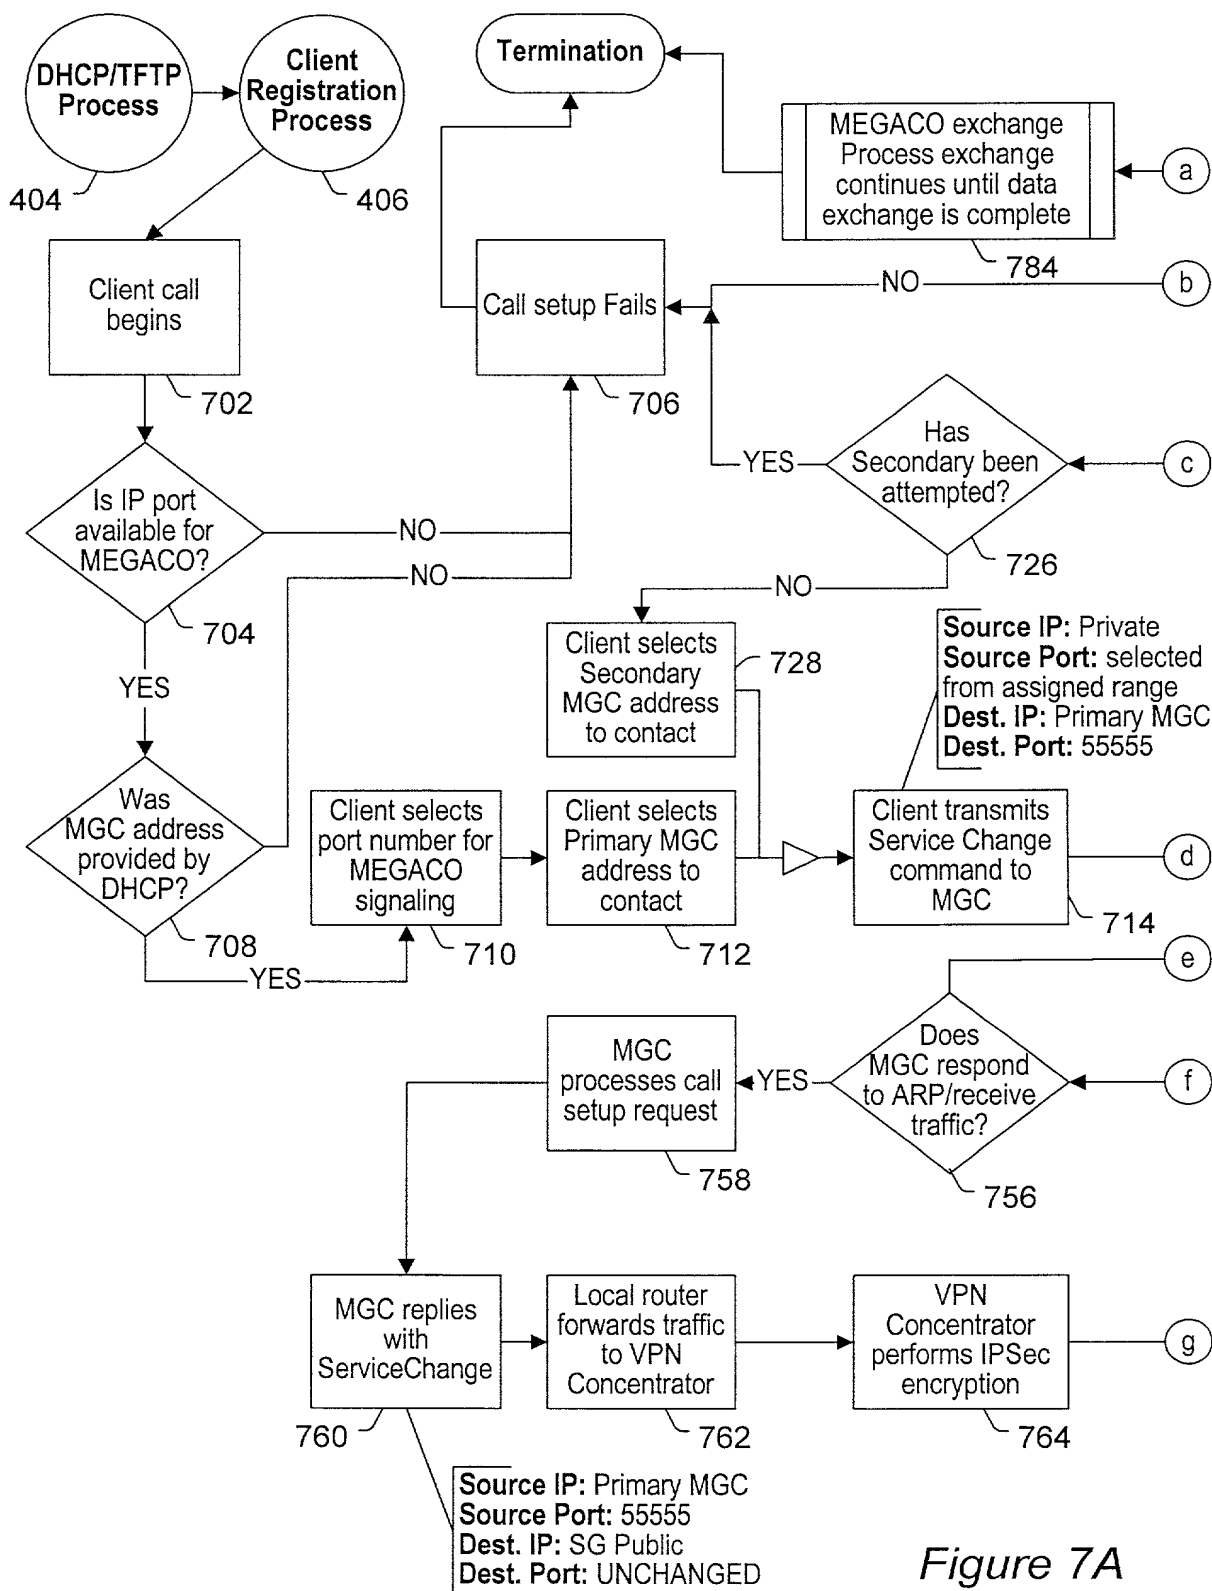 DHCP/TFTP
Process
404
Client
Registration
Process
406
Termination
MEGACO exchange
Process exchange
continues until data
exchange is complete
784
a
Client call
begins
702
Call setup Fails
706
NO
b
Is IP port
available for
MEGACO?
704
NO
NO
YES
Has
Secondary been
attempted?
726
YES
c
NO
Client selects
Secondary
MGC address
to contact
728
Source IP: Private
Source Port: selected
from assigned range
Dest. IP: Primary MGC
Dest. Port: 55555
Was
MGC address
provided by
DHCP?
708
YES
Client selects
port number for
MEGACO
signaling
710
Client selects
Primary MGC
address to
contact
712
Client transmits
Service Change
command to
MGC
714
d
e
Does
MGC respond
to ARP/receive
traffic?
756
f
YES
MGC
processes call
setup request
758
MGC replies
with
ServiceChange
760
Local router
forwards traffic
to VPN
Concentrator
762
VPN
Concentrator
performs IPSec
encryption
764
g
Source IP: Primary MGC
Source Port: 55555
Dest. IP: SG Public
Dest. Port: UNCHANGED
Figure 7A